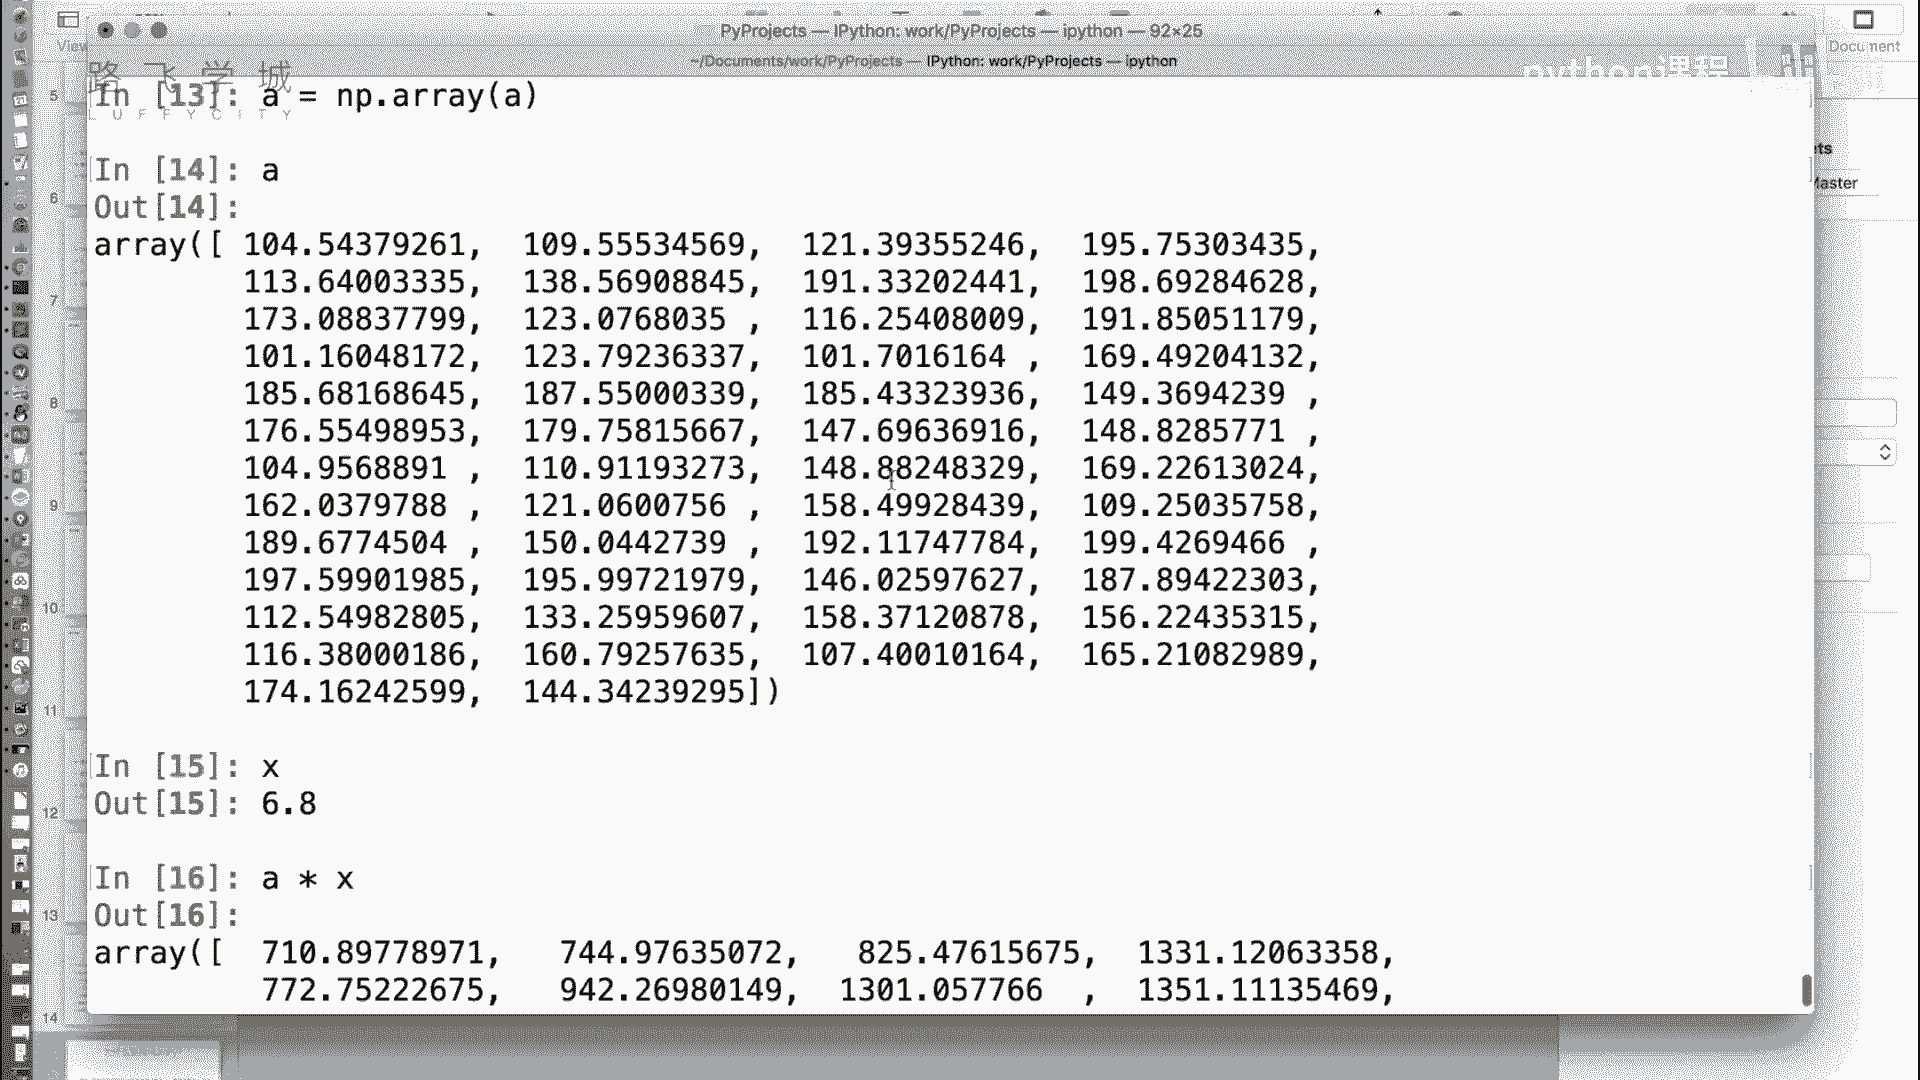 View
PyProjects — IPython: work/PyProjects — ipython — 92×25
Document
~/Documents/work/PyProjects — IPython: work/PyProjects — ipython
路飞学城
LUFFYCITY
python课程
In [13]: a = np.array(a)
In [14]: a
Out[14]:
array([ 104.54379261,  109.55534569,  121.39355246,  195.75303435,
        113.64003335,  138.56908845,  191.33202441,  198.69284628,
        173.08837799,  123.0768035 ,  116.25408009,  191.85051179,
        101.16048172,  123.79236337,  101.7016164 ,  169.49204132,
        185.68168645,  187.55000339,  185.43323936,  149.3694239 ,
        176.55498953,  179.75815667,  147.69636916,  148.8285771 ,
        104.9568891 ,  110.91193273,  148.88248329,  169.22613024,
        162.0379788 ,  121.0600756 ,  158.49928439,  109.25035758,
        189.6774504 ,  150.0442739 ,  192.11747784,  199.4269466 ,
        197.59901985,  195.99721979,  146.02597627,  187.89422303,
        112.54982805,  133.25959607,  158.37120878,  156.22435315,
        116.38000186,  160.79257635,  107.40010164,  165.21082989,
        174.16242599,  144.34239295])
In [15]: x
Out[15]: 6.8
In [16]: a * x
Out[16]:
array([  710.89778971,   744.97635072,   825.47615675,  1331.12063358,
         772.75222675,   942.26980149,  1301.057766  ,  1351.11135469,
5
6
7
8
9
10
11
12
13
14